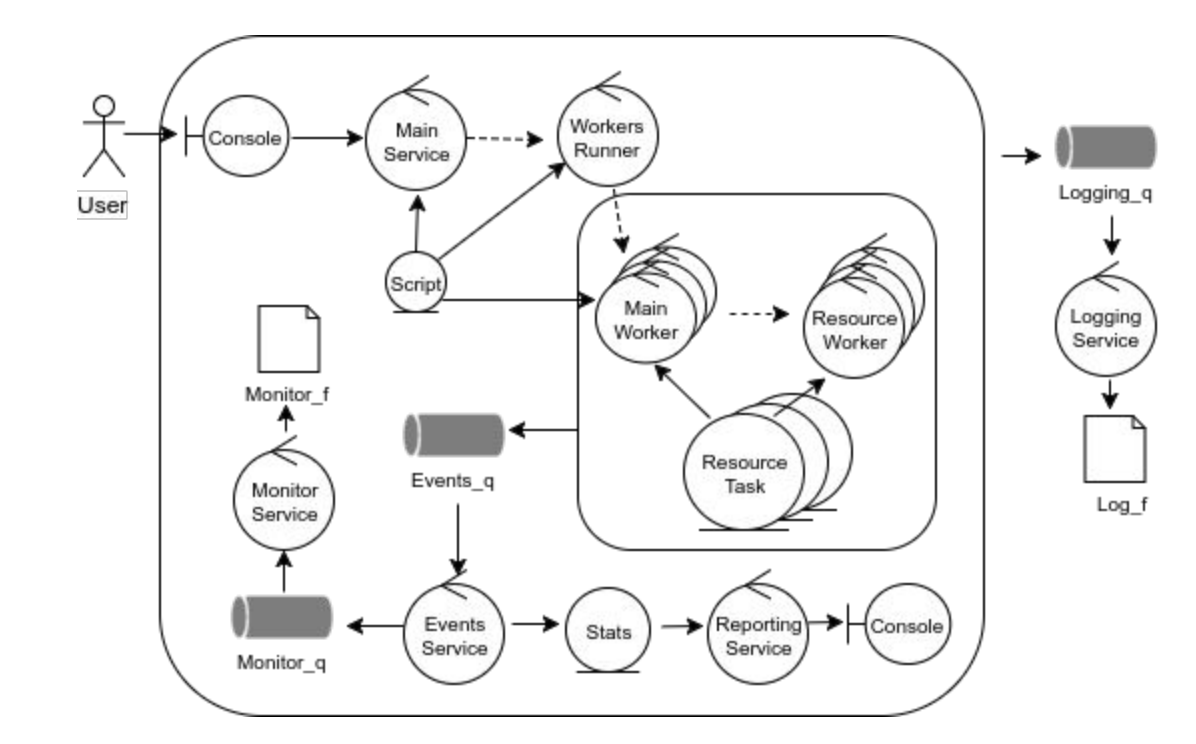 Console
Main
Service
Workers
Runner
User
Logging_q
Script
Main
Worker
Resource
Worker
Logging
Service
Monitor_f
Events_q
Resource
Task
Log_f
Monitor
Service
Events
Service
Stats
Reporting
Service
Console
Monitor_q